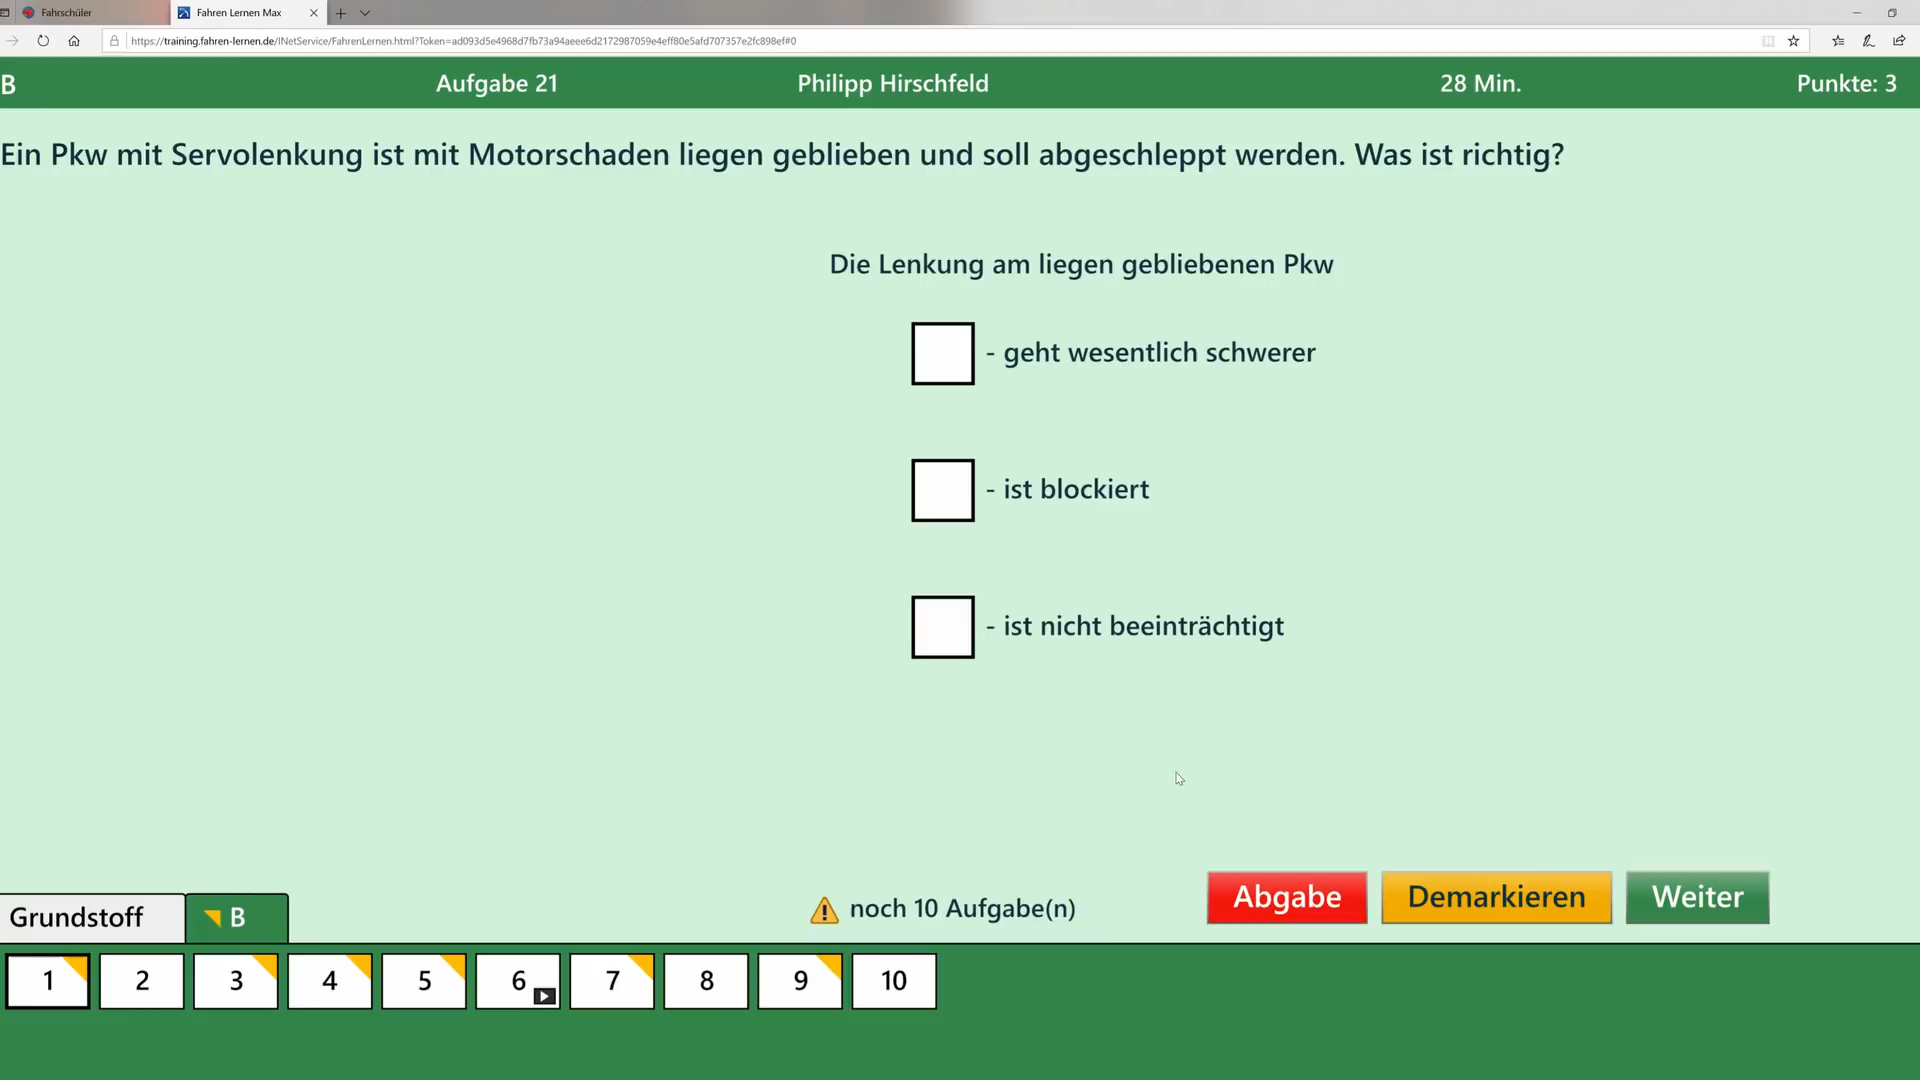 Fahrschüler
Fahren Lernen Max
https://training.fahren-lernen.de/INetService/FahrenLernen.html?Token=ad093d5e4968d7fb73a94aeee6d2172987059e4eff80e5afd707357e2fc898ef#0
B
Aufgabe 21
Philipp Hirschfeld
28 Min.
Punkte: 3
Ein Pkw mit Servolenkung ist mit Motorschaden liegen geblieben und soll abgeschleppt werden. Was ist richtig?
Die Lenkung am liegen gebliebenen Pkw
- geht wesentlich schwerer
- ist blockiert
- ist nicht beeinträchtigt
Grundstoff
B
noch 10 Aufgabe(n)
Abgabe
Demarkieren
Weiter
1 2 3 4 5 6 7 8 9 10